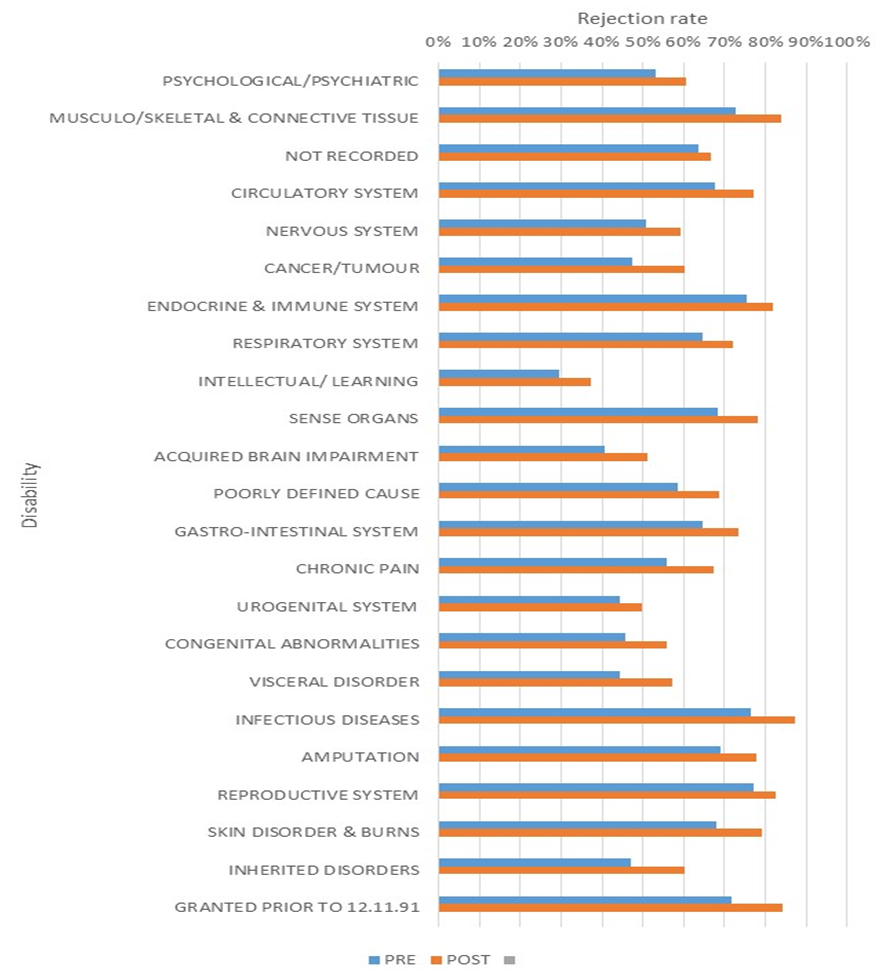 Rejection rate
0% 10% 20% 30% 40% 50% 60% 70% 80% 90%100%
PSYCHOLOGICAL/PSYCHIATRIC
MUSCULO/SKELETAL & CONNECTIVE TISSUE
NOT RECORDED
CIRCULATORY SYSTEM
NERVOUS SYSTEM
CANCER/TUMOUR
ENDOCRINE & IMMUNE SYSTEM
RESPIRATORY SYSTEM
INTELLECTUAL/ LEARNING
SENSE ORGANS
ACQUIRED BRAIN IMPAIRMENT
Disability
POORLY DEFINED CAUSE
GASTRO-INTESTINAL SYSTEM
CHRONIC PAIN
UROGENITAL SYSTEM
CONGENITAL ABNORMALITIES
VISCERAL DISORDER
INFECTIOUS DISEASES
AMPUTATION
REPRODUCTIVE SYSTEM
SKIN DISORDER & BURNS
INHERITED DISORDERS
GRANTED PRIOR TO 12.11.91
PRE POST